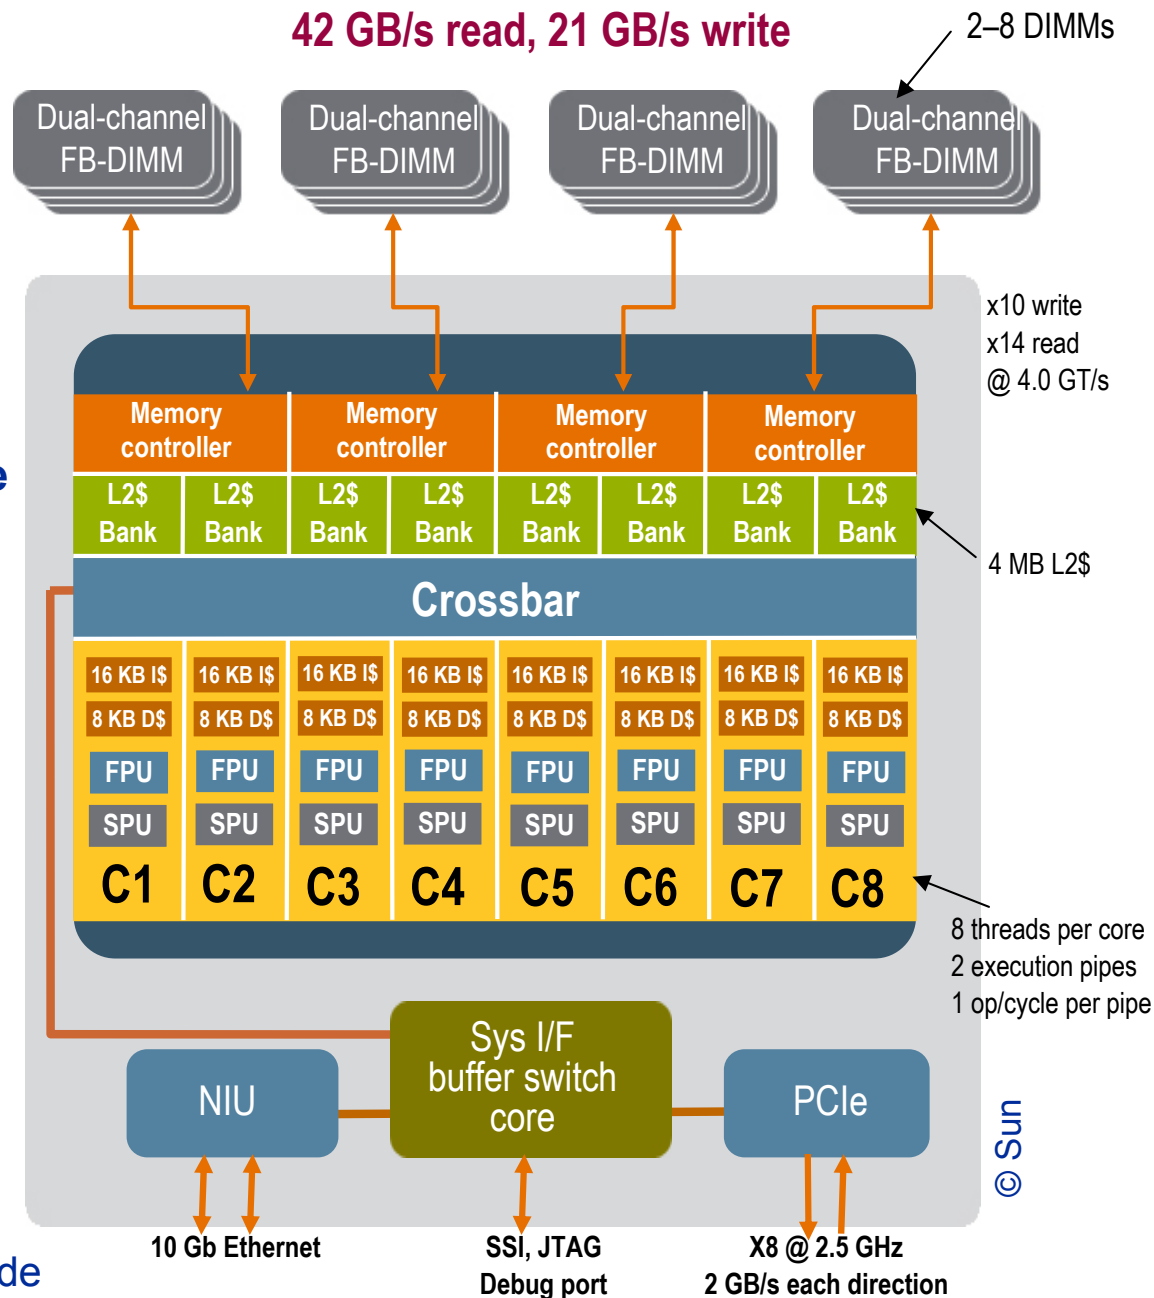 42 GB/s read, 21 GB/s write
2–8 DIMMs
Dual-channel
FB-DIMM
Dual-channel
FB-DIMM
Dual-channel
FB-DIMM
Dual-channel
FB-DIMM
x10 write
x14 read
@ 4.0 GT/s
Memory
controller
Memory
controller
Memory
controller
Memory
controller
e
L2$
Bank
L2$
Bank
L2$
Bank
L2$
Bank
L2$
Bank
L2$
Bank
L2$
Bank
L2$
Bank
4 MB L2$
Crossbar
16 KB I$
16 KB I$
16 KB I$
16 KB I$
16 KB I$
16 KB I$
16 KB I$
16 KB I$
8 KB D$
8 KB D$
8 KB D$
8 KB D$
8 KB D$
8 KB D$
8 KB D$
8 KB D$
FPU
FPU
FPU
FPU
FPU
FPU
FPU
FPU
SPU
SPU
SPU
SPU
SPU
SPU
SPU
SPU
C1
C2
C3
C4
C5
C6
C7
C8
8 threads per core
2 execution pipes
1 op/cycle per pipe
Sys I/F
buffer switch
core
NIU
PCIe
© Sun
10 Gb Ethernet
SSI, JTAG
Debug port
X8 @ 2.5 GHz
2 GB/s each direction
de